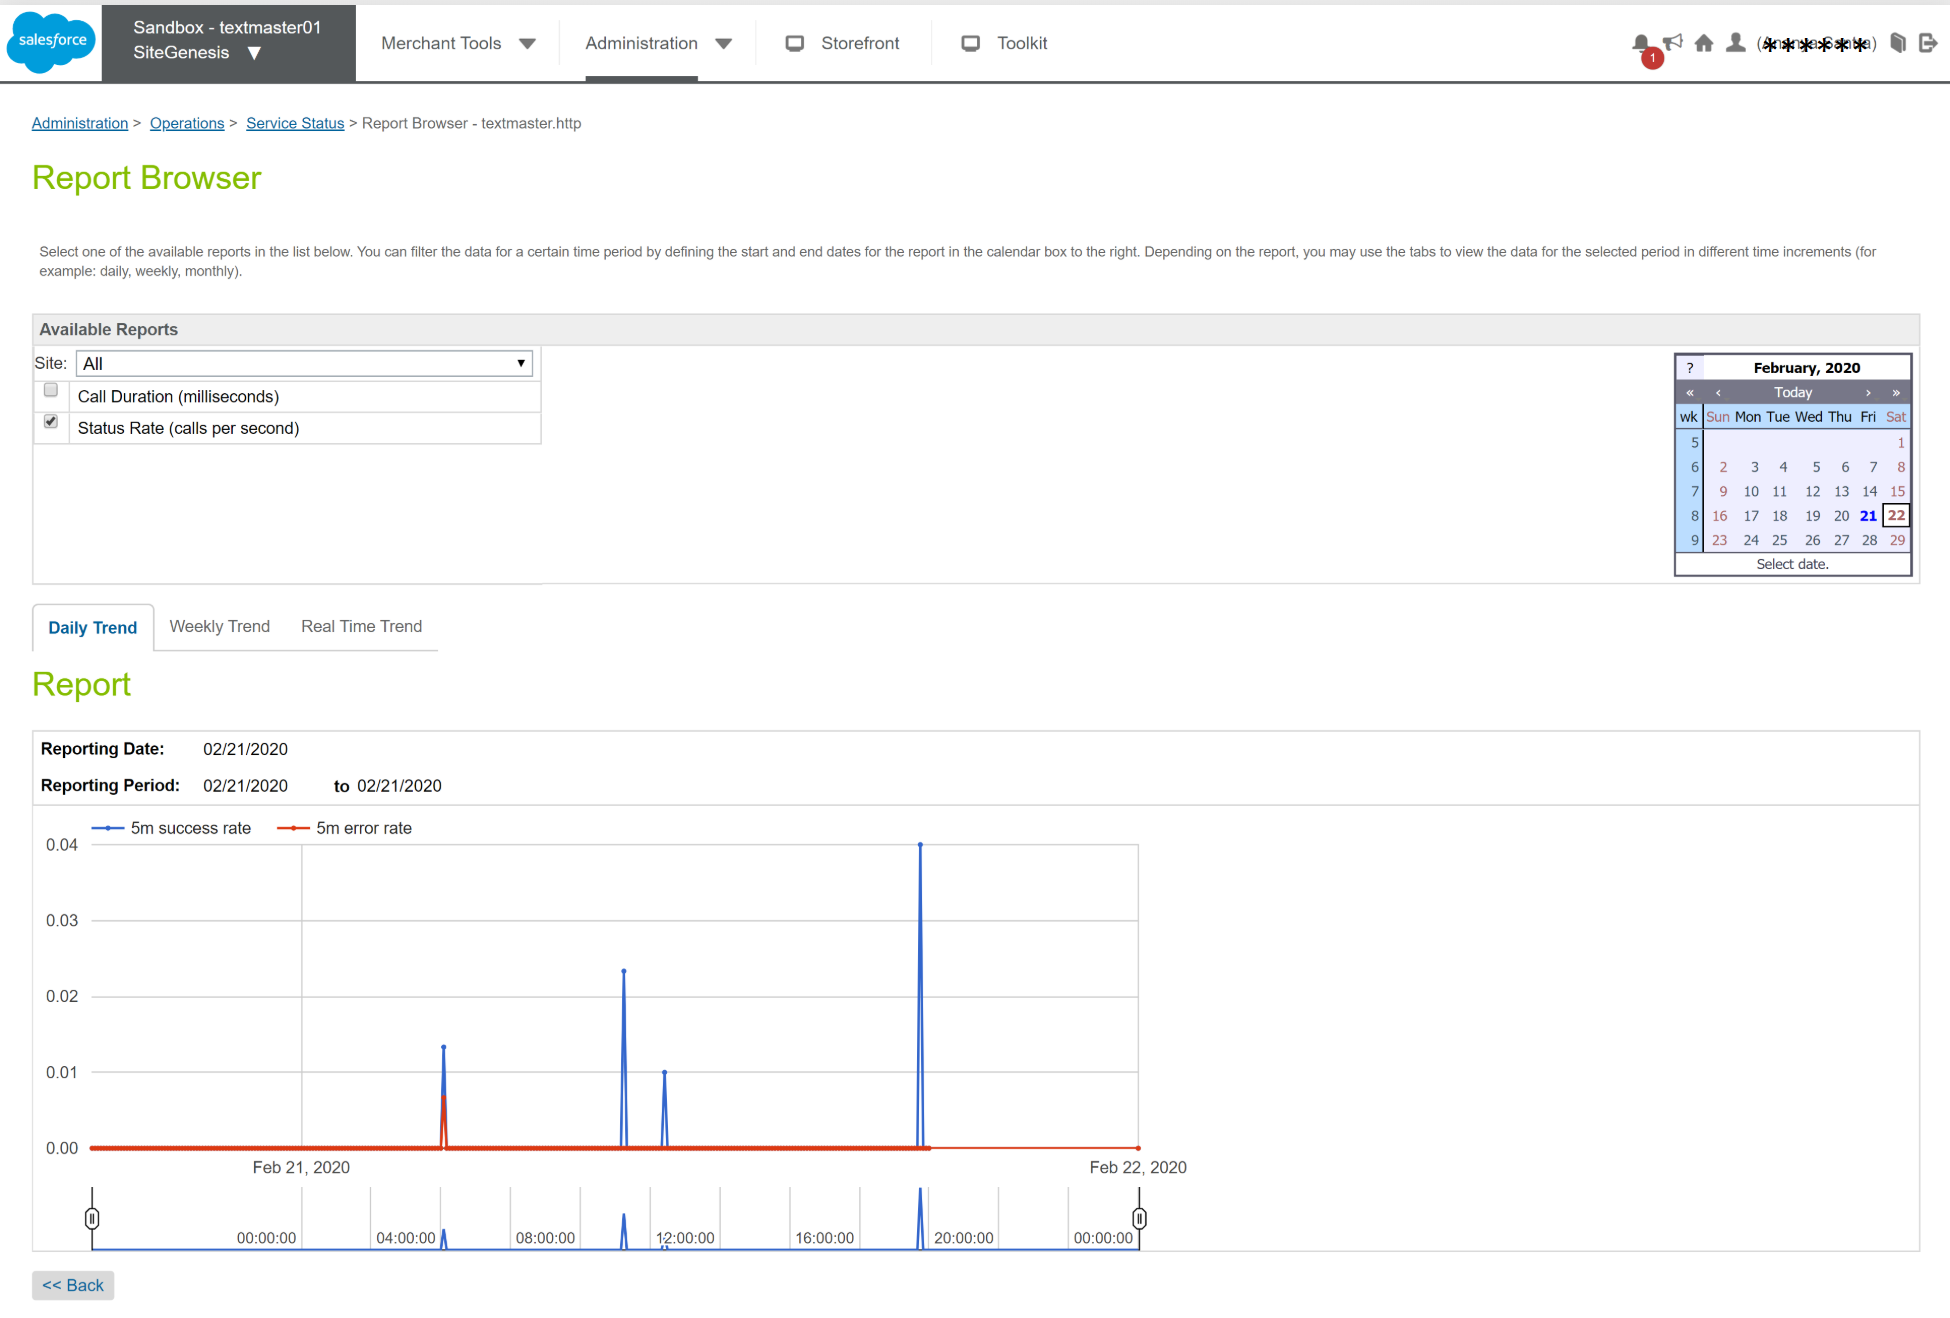 salesforce
Sandbox - textmaster01
SiteGenesis
Merchant Tools
Administration
Storefront
Toolkit
1
Administration > Operations > Service Status > Report Browser - textmaster.http
Report Browser
Select one of the available reports in the list below. You can filter the data for a certain time period by defining the start and end dates for the report in the calendar box to the right. Depending on the report, you may use the tabs to view the data for the selected period in different time increments (for
example: daily, weekly, monthly).
Available Reports
Site: All
Call Duration (milliseconds)
Status Rate (calls per second)
? February, 2020
« ‹ Today › »
wk Sun Mon Tue Wed Thu Fri Sat
5 1
6 2 3 4 5 6 7 8
7 9 10 11 12 13 14 15
8 16 17 18 19 20 21 22
9 23 24 25 26 27 28 29
Select date.
Daily Trend Weekly Trend Real Time Trend
Report
Reporting Date: 02/21/2020
Reporting Period: 02/21/2020 to 02/21/2020
5m success rate 5m error rate
0.04
0.03
0.02
0.01
0.00
Feb 21, 2020 Feb 22, 2020
00:00:00 04:00:00 08:00:00 12:00:00 16:00:00 20:00:00 00:00:00
<< Back